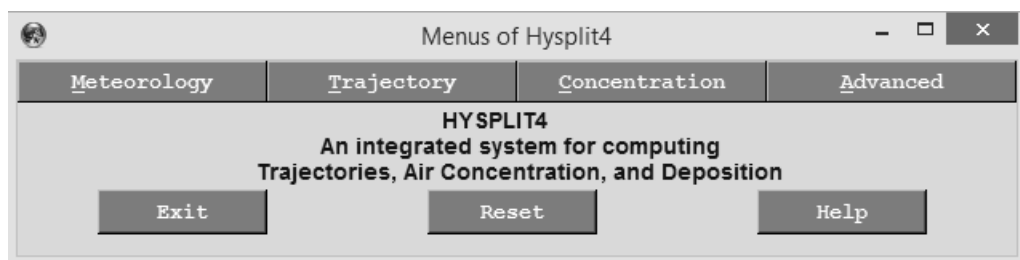 Menus of Hysplit4
Meteorology Trajectory Concentration Advanced
HYSPLIT4
An integrated system for computing
Trajectories, Air Concentration, and Deposition
Exit Reset Help